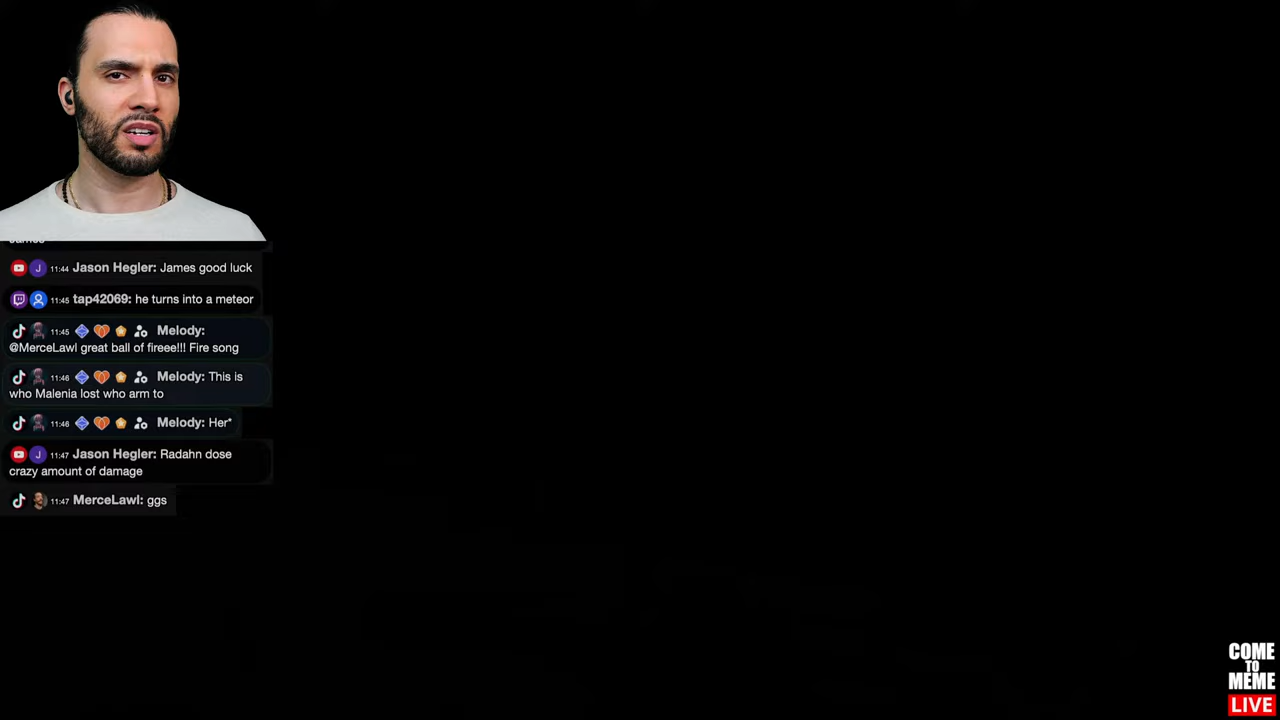 James
11:44 Jason Hegler: James good luck
11:45 tap42069: he turns into a meteor
11:45 Melody:
@MerceLawl great ball of fireee!!! Fire song
11:46 Melody: This is
who Malenia lost who arm to
11:46 Melody: Her*
11:47 Jason Hegler: Radahn dose
crazy amount of damage
11:47 MerceLawl: ggs
COME
TO
MEME
LIVE